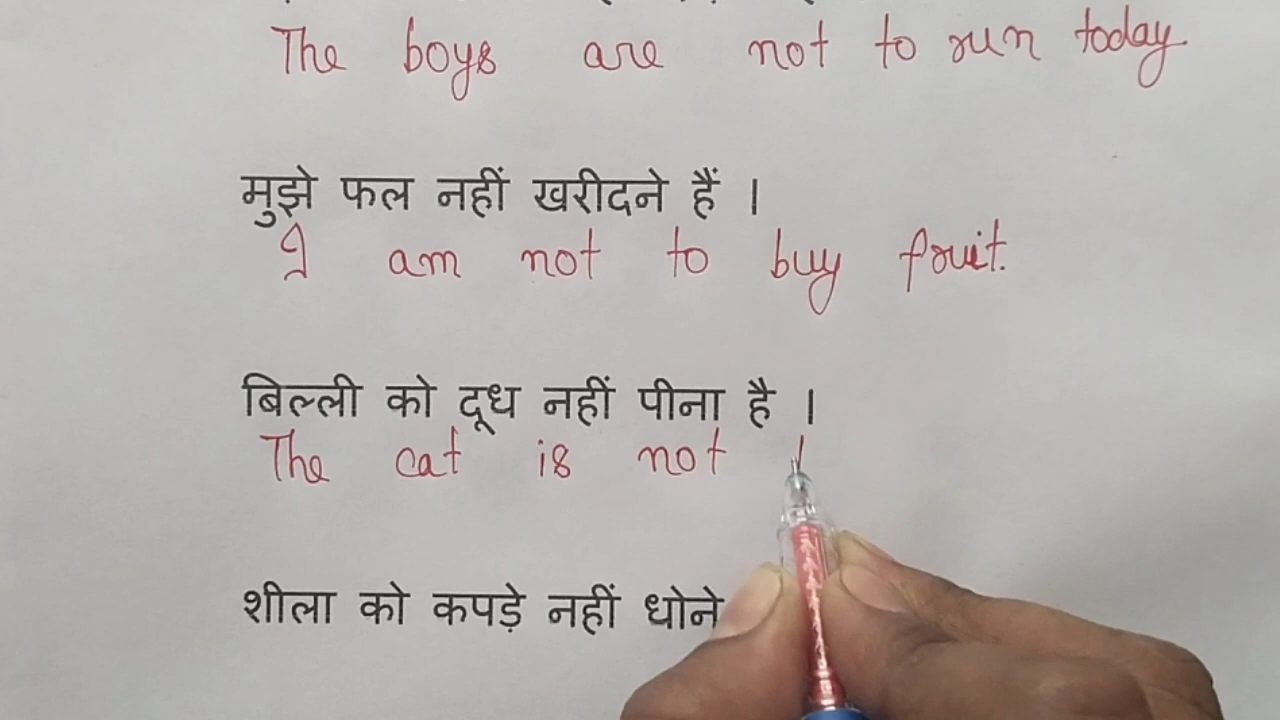 The boys are not to run today.
मुझे फल नहीं खरीदने हैं ।
I am not to buy fruit.
बिल्ली को दूध नहीं पीना है ।
The cat is not
शीला को कपड़े नहीं धोने